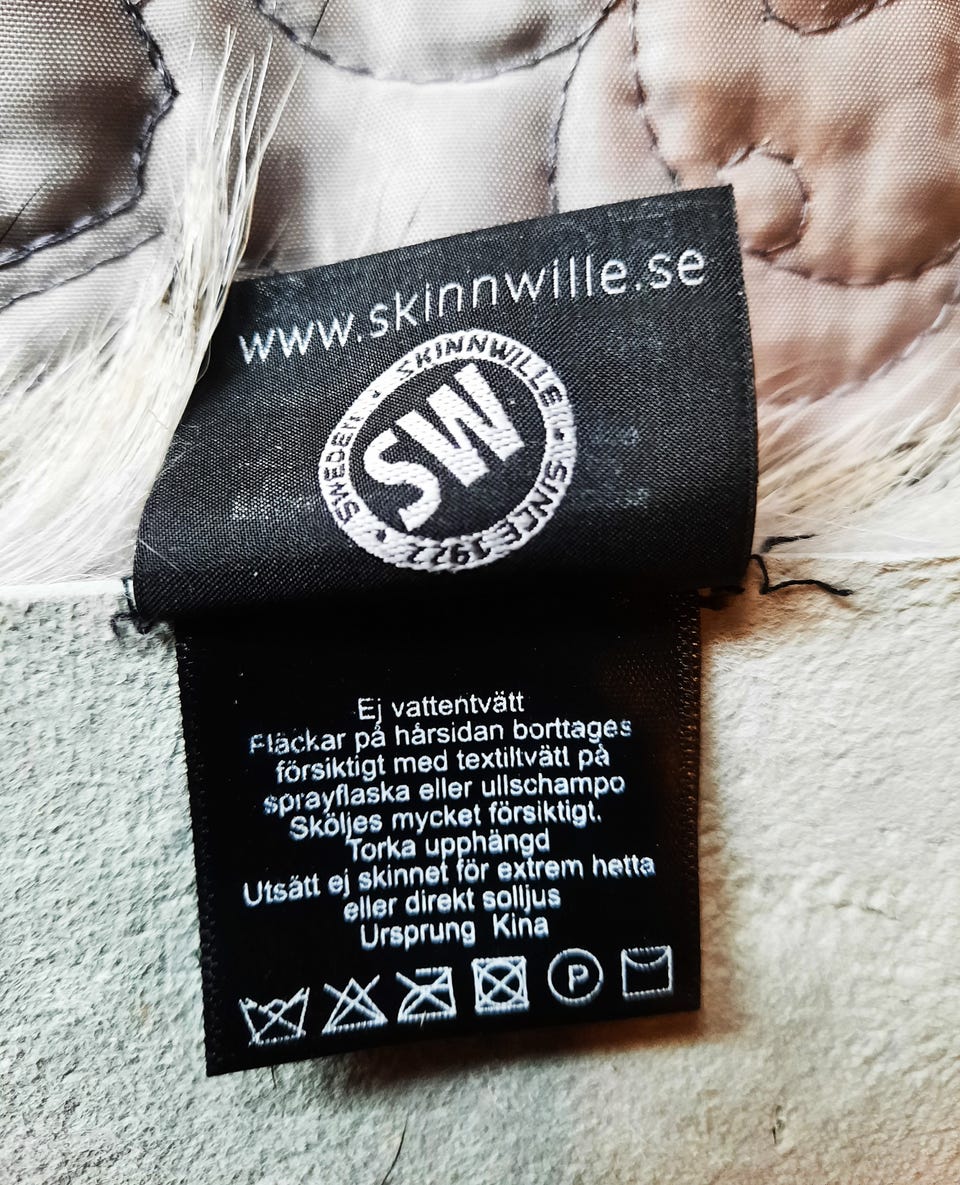 www.skinnwille.se
SWEDEN • SKINNWILLE • SINCE 1922 •
SW
Ej vattentvätt
Fläckar på hårsidan borttages
försiktigt med textiltvätt på
sprayflaska eller ullschampo
Sköljes mycket försiktigt.
Torka upphängd
Utsätt ej skinnet för extrem hetta
eller direkt solljus
Ursprung Kina
P